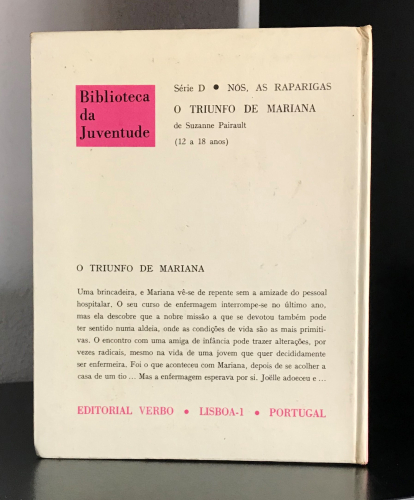 Biblioteca
da
Juventude
Série D • NÓS, AS RAPARIGAS
O TRIUNFO DE MARIANA
de Suzanne Pairault
(12 a 18 anos)
O TRIUNFO DE MARIANA
Uma brincadeira, e Mariana vê-se de repente sem a amizade do pessoal
hospitalar. O seu curso de enfermagem interrompe-se no último ano,
mas ela descobre que a nobre missão a que se devotou também pode
ter sentido numa aldeia, onde as condições de vida são as mais primiti-
vas. O encontro com uma amiga de infância pode trazer alterações, por
vezes radicais, mesmo na vida de uma jovem que quer decididamente
ser enfermeira. Foi o que aconteceu com Mariana, depois de se acolher a
casa de um tio ... Mas a enfermagem esperava por si. Joëlle adoeceu e ...
EDITORIAL VERBO • LISBOA-1 • PORTUGAL